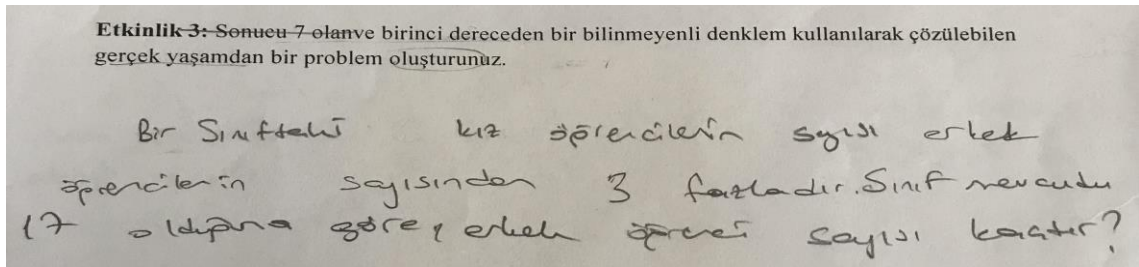 Etkinlik 3: Sonucu 7 olanve birinci dereceden bir bilinmeyenli denklem kullanılarak çözülebilen
gerçek yaşamdan bir problem oluşturunuz.
Bir Sınıftaki kız öğrencilerin sayısı erkek
öğrencilerin sayısından 3 fazladır. Sınıf mevcudu
17 olduğuna göre, erkek öğrenci sayısı kaçtır?